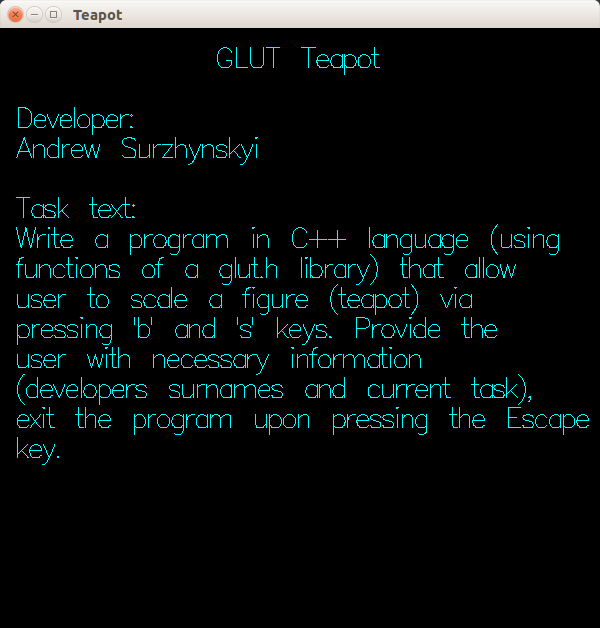 Teapot
GLUT Teapot
Developer:
Andrew Surzhynskyi
Task text:
Write a program in C++ language (using
functions of a glut.h library) that allow
user to scale a figure (teapot) via
pressing 'b' and 's' keys. Provide the
user with necessary information
(developers surnames and current task),
exit the program upon pressing the Escape
key.